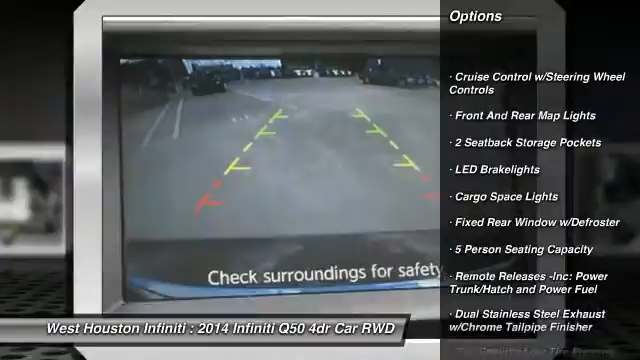 Options
· Cruise Control w/Steering Wheel
Controls
· Front And Rear Map Lights
· 2 Seatback Storage Pockets
· LED Brakelights
· Cargo Space Lights
· Fixed Rear Window w/Defroster
· 5 Person Seating Capacity
· Remote Releases -Inc: Power
Trunk/Hatch and Power Fuel
· Dual Stainless Steel Exhaust
w/Chrome Tailpipe Finisher
Check surroundings for safety.
West Houston Infiniti : 2014 Infiniti Q50 4dr Car RWD